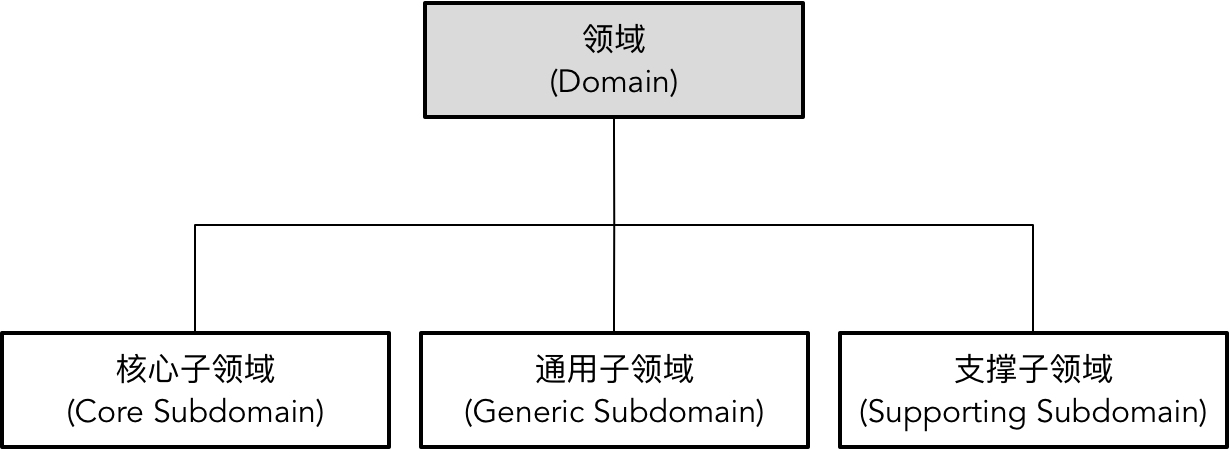 领域
(Domain)
核心子领域
(Core Subdomain)
通用子领域
(Generic Subdomain)
支撑子领域
(Supporting Subdomain)